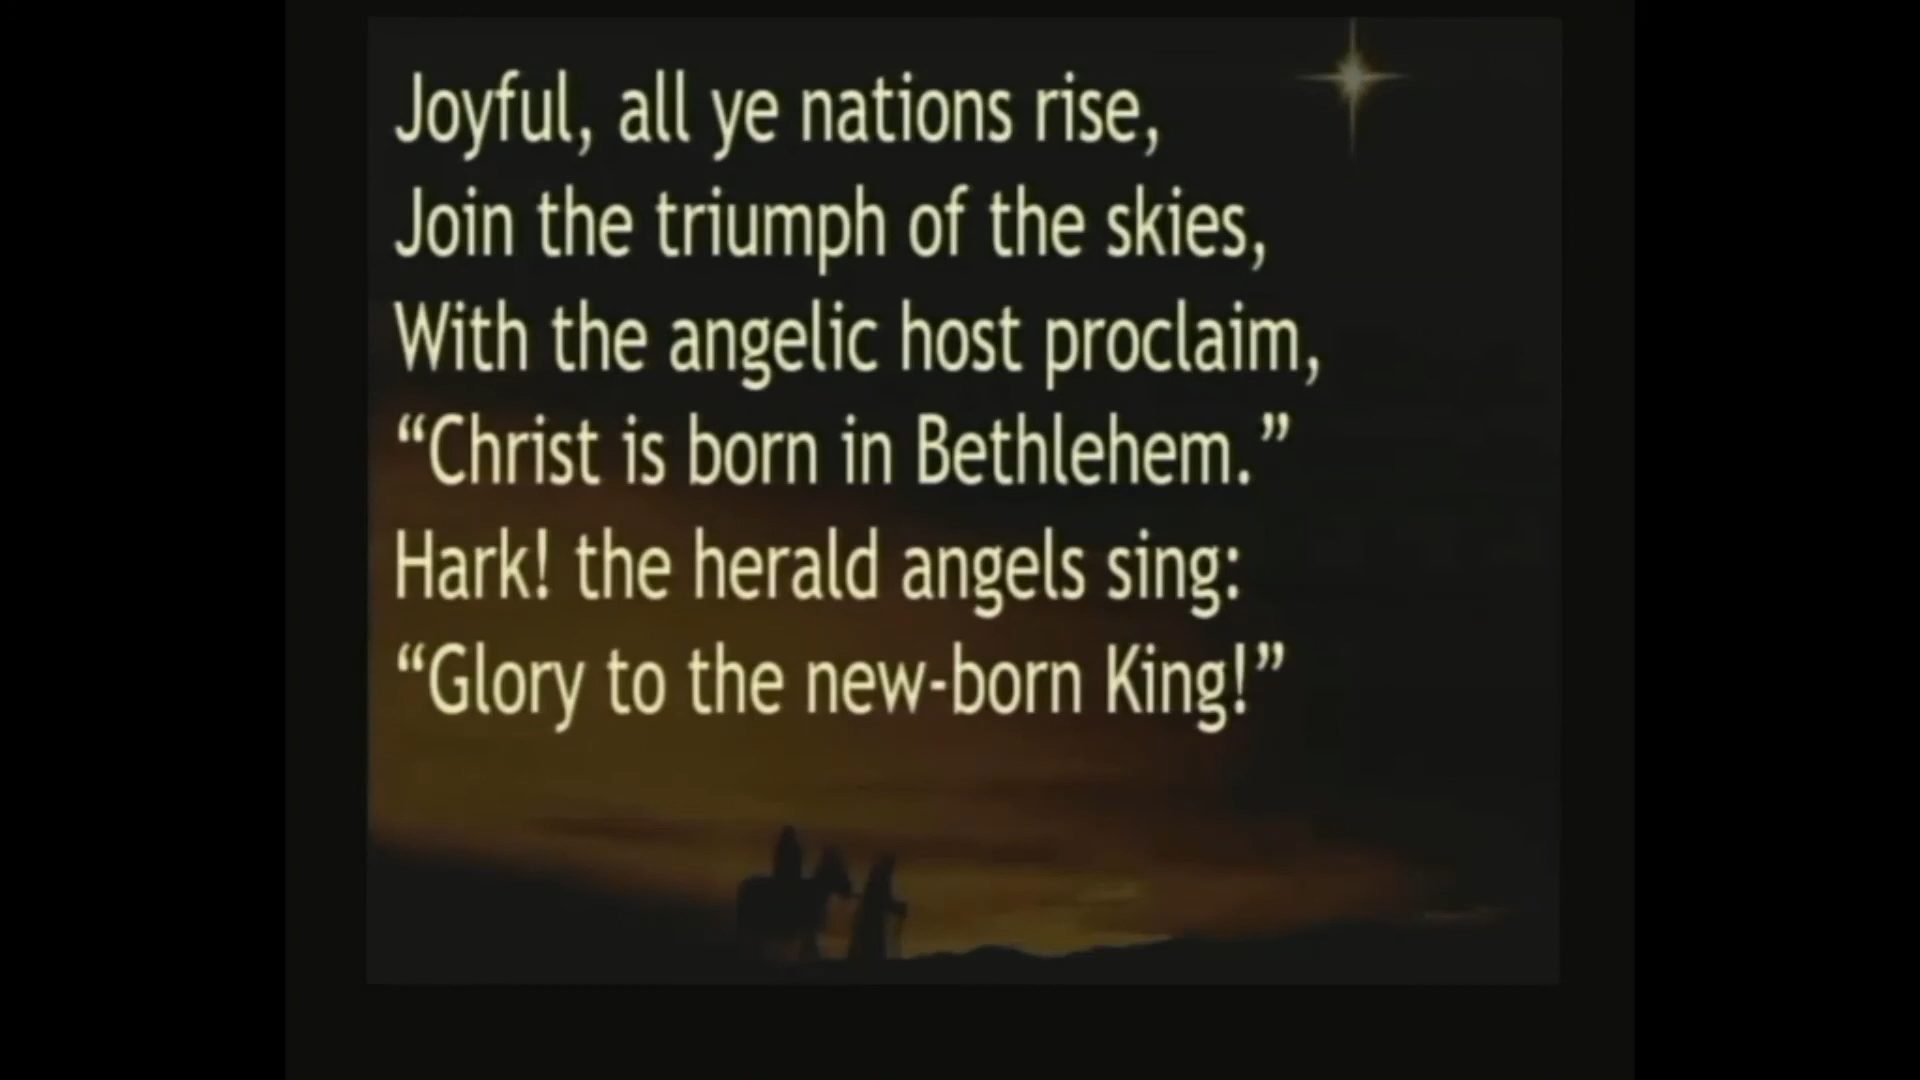 Joyful, all ye nations rise,
Join the triumph of the skies,
With the angelic host proclaim,
“Christ is born in Bethlehem.”
Hark! the herald angels sing:
“Glory to the new-born King!”